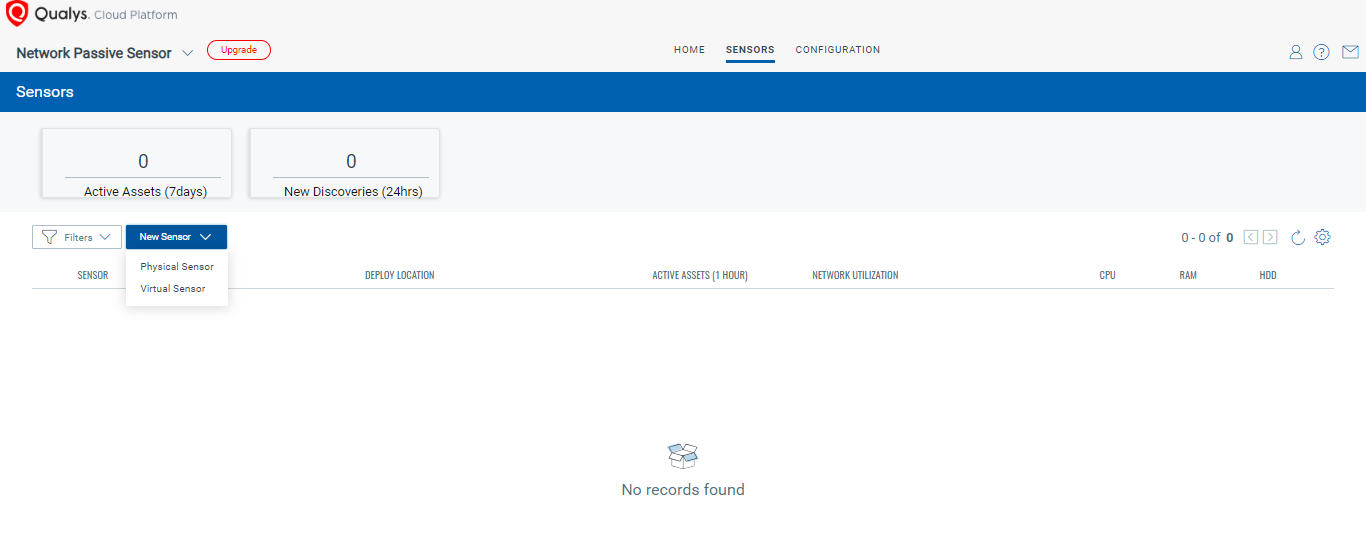 Qualys. Cloud Platform
Network Passive Sensor Upgrade HOME SENSORS CONFIGURATION
Sensors
0 0
Active Assets (7days) New Discoveries (24hrs)
Filters New Sensor 0 - 0 of 0
Physical Sensor
SENSOR DEPLOY LOCATION ACTIVE ASSETS (1 HOUR) NETWORK UTILIZATION CPU RAM HDD
Virtual Sensor
No records found